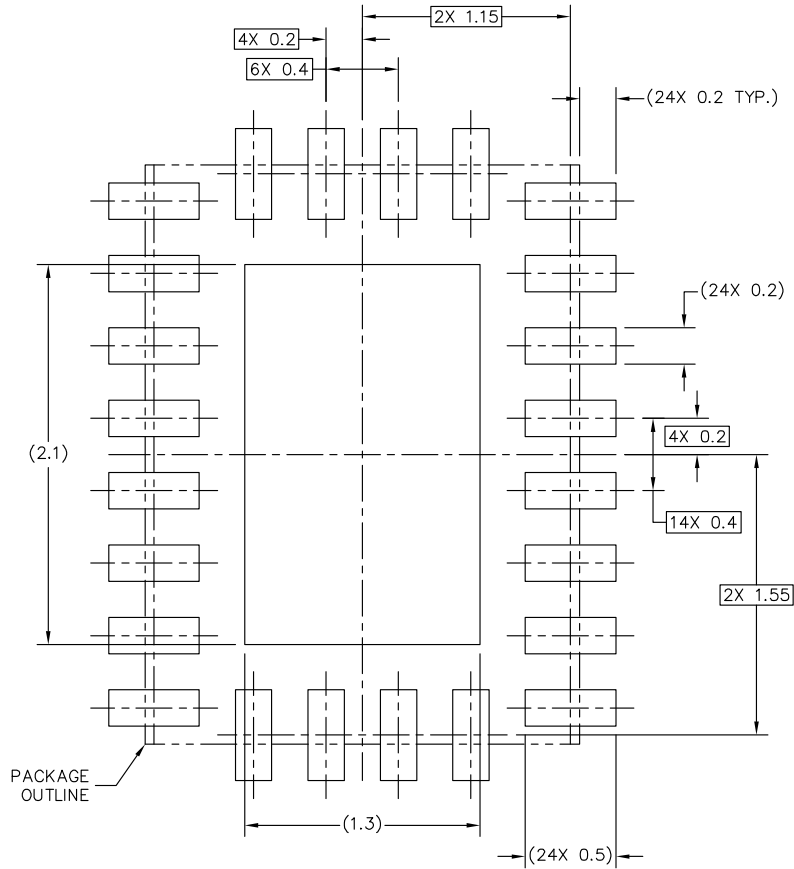 2X 1.15
4X 0.2
6X 0.4
(24X 0.2 TYP.)
(24X 0.2)
4X 0.2
(2.1)
14X 0.4
2X 1.55
PACKAGE
OUTLINE
(1.3)
(24X 0.5)